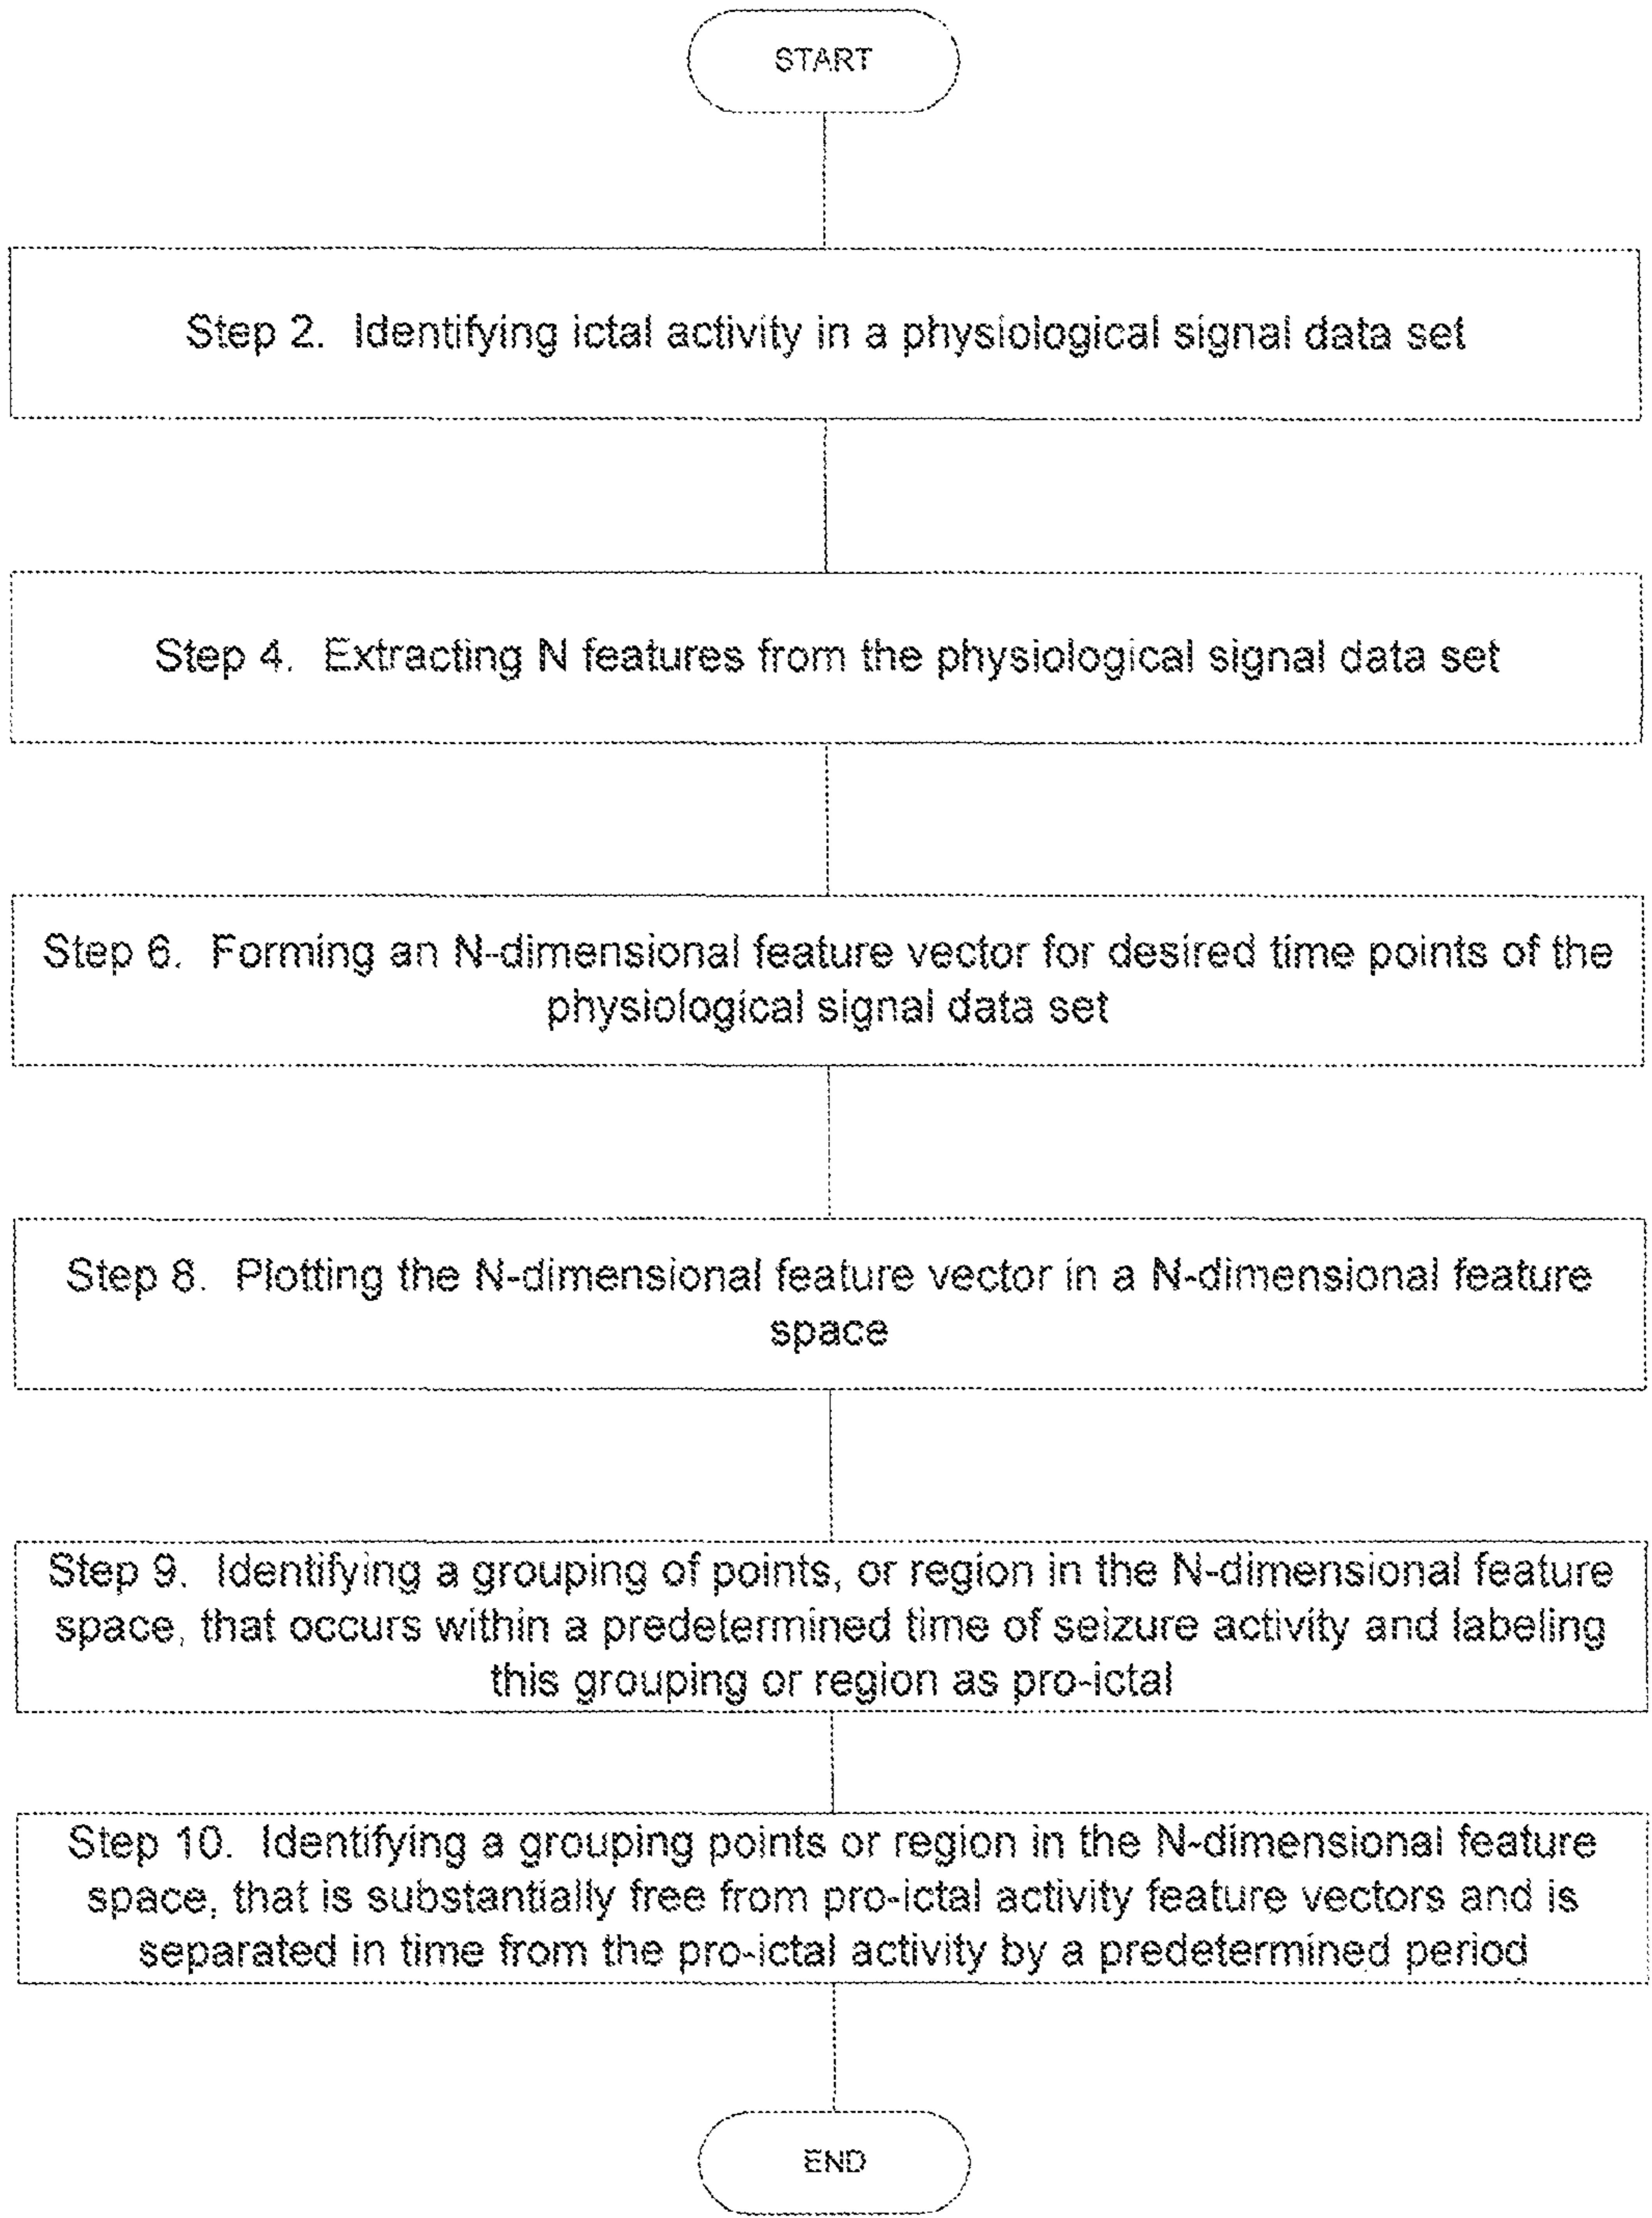 START
Step 2. Identifying ictal activity in a physiological signal data set
Step 4. Extracting N features from the physiological signal data set
Step 6. Forming an N-dimensional feature vector for desired time points of the
physiological signal data set
Step 8. Plotting the N-dimensional feature vector in a N-dimensional feature
space
Step 9. Identifying a grouping of points, or region in the N-dimensional feature
space, that occurs within a predetermined time of seizure activity and labeling
this grouping or region as pro-ictal
Step 10. Identifying a grouping points or region in the N-dimensional feature
space, that is substantially free from pro-ictal activity feature vectors and is
separated in time from the pro-ictal activity by a predetermined period
END